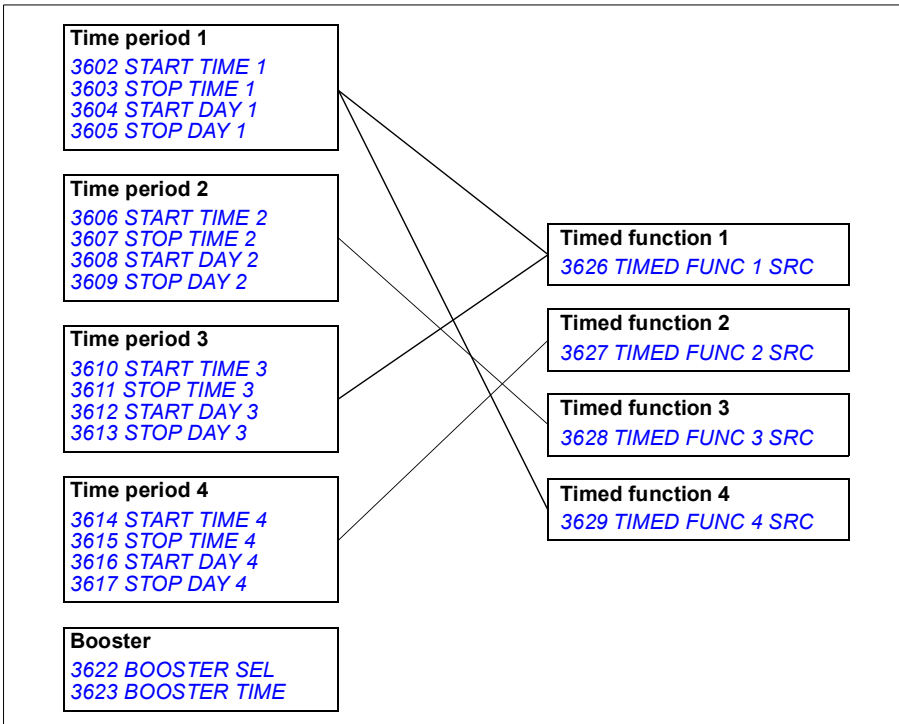 Time period 1
3602 START TIME 1
3603 STOP TIME 1
3604 START DAY 1
3605 STOP DAY 1
Time period 2
3606 START TIME 2
3607 STOP TIME 2
3608 START DAY 2
3609 STOP DAY 2
Time period 3
3610 START TIME 3
3611 STOP TIME 3
3612 START DAY 3
3613 STOP DAY 3
Time period 4
3614 START TIME 4
3615 STOP TIME 4
3616 START DAY 4
3617 STOP DAY 4
Booster
3622 BOOSTER SEL
3623 BOOSTER TIME
Timed function 1
3626 TIMED FUNC 1 SRC
Timed function 2
3627 TIMED FUNC 2 SRC
Timed function 3
3628 TIMED FUNC 3 SRC
Timed function 4
3629 TIMED FUNC 4 SRC